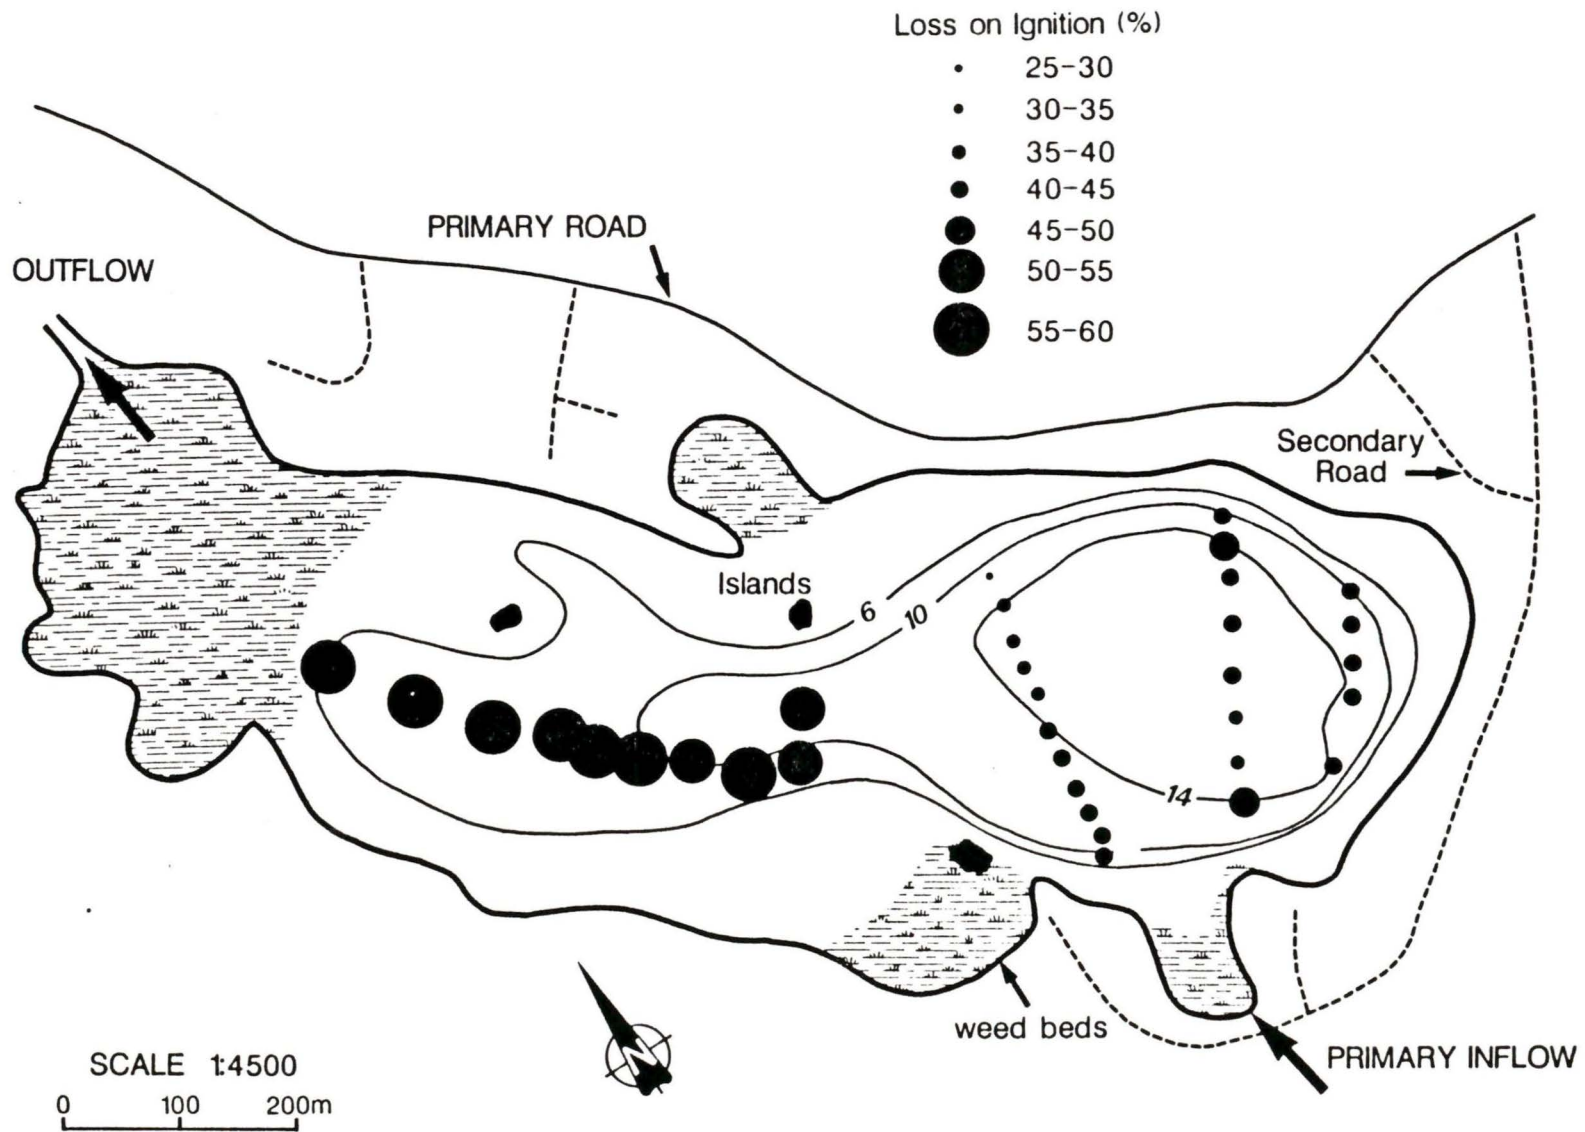 Loss on Ignition (%)
25-30
30-35
35-40
40-45
45-50
50-55
55-60
PRIMARY ROAD
OUTFLOW
Secondary
Road
Islands
6
10
14
weed beds
N
PRIMARY INFLOW
SCALE 1:4500
0 100 200m